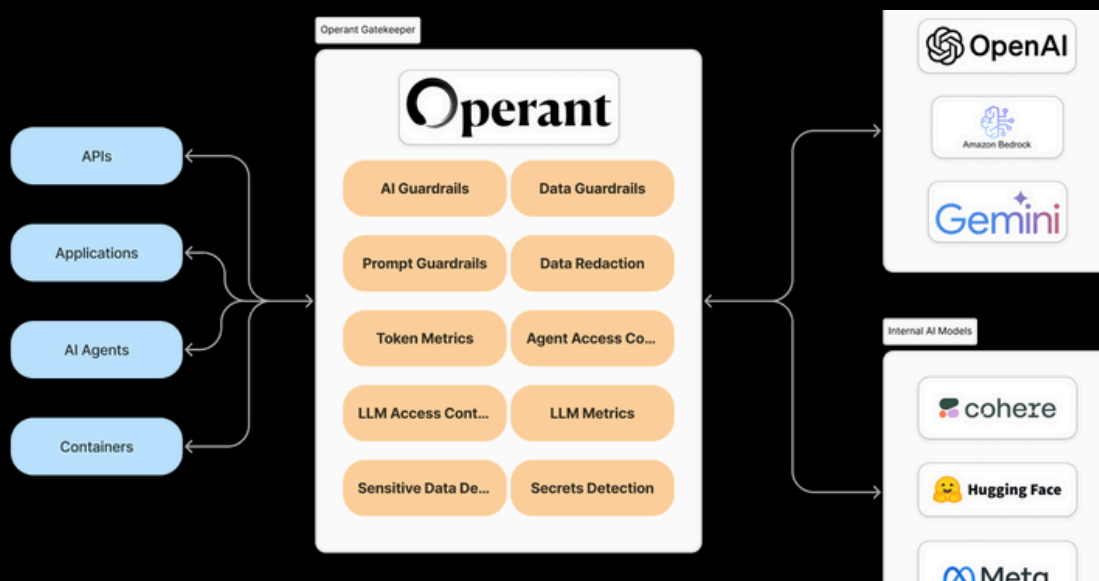 Operant Gatekeeper
Operant
APIs
Applications
AI Agents
Containers
AI Guardrails
Data Guardrails
Prompt Guardrails
Data Redaction
Token Metrics
Agent Access Co...
LLM Access Cont...
LLM Metrics
Sensitive Data De...
Secrets Detection
OpenAI
Amazon Bedrock
Gemini
Internal AI Models
cohere
Hugging Face
Meta